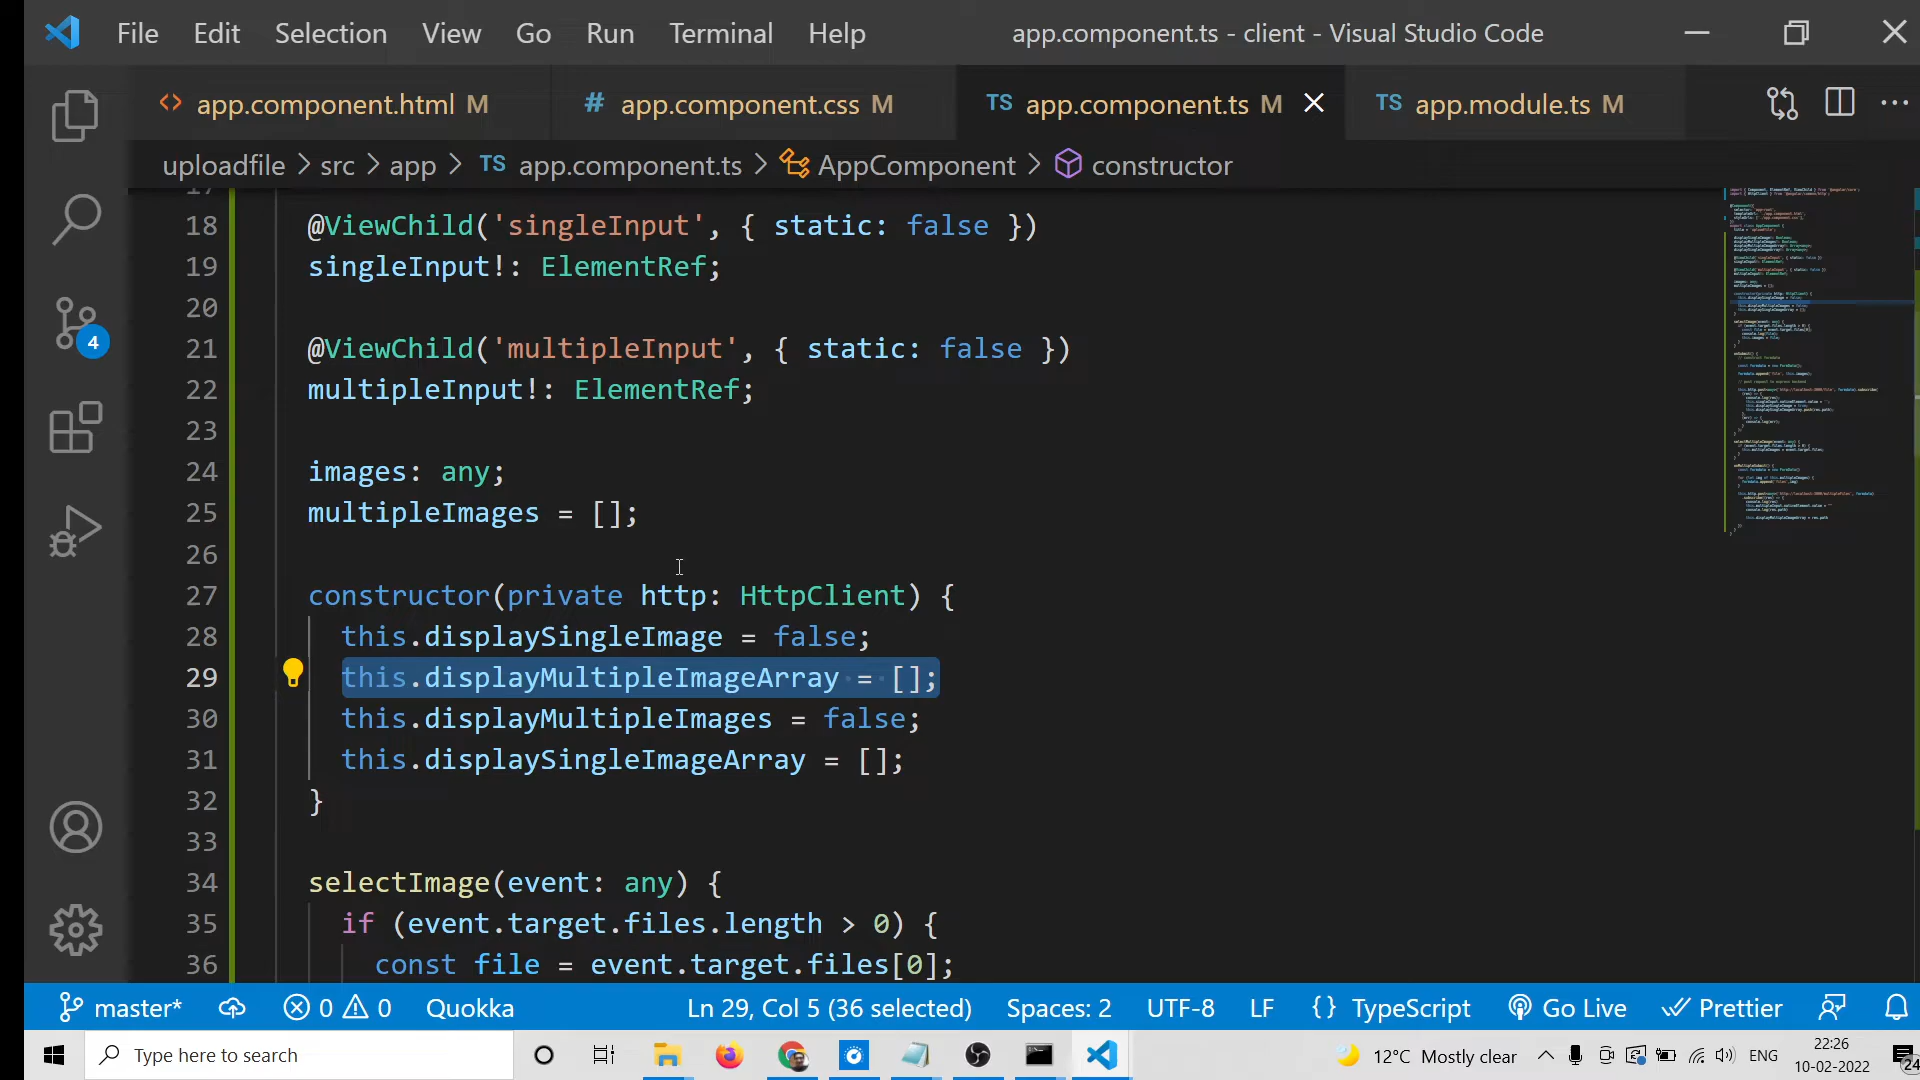 File Edit Selection View Go Run Terminal Help app.component.ts - client - Visual Studio Code
<> app.component.html M # app.component.css M TS app.component.ts M TS app.module.ts M
uploadfile > src > app > TS app.component.ts > AppComponent > constructor
18 @ViewChild('singleInput', { static: false })
19 singleInput!: ElementRef;
20
21 @ViewChild('multipleInput', { static: false })
22 multipleInput!: ElementRef;
23
24 images: any;
25 multipleImages = [];
26
27 constructor(private http: HttpClient) {
28 this.displaySingleImage = false;
29 this.displayMultipleImageArray = [];
30 this.displayMultipleImages = false;
31 this.displaySingleImageArray = [];
32 }
33
34 selectImage(event: any) {
35 if (event.target.files.length > 0) {
36 const file = event.target.files[0];
4
master* 0 0 Quokka Ln 29, Col 5 (36 selected) Spaces: 2 UTF-8 LF {} TypeScript Go Live Prettier
Type here to search 12°C Mostly clear ENG 22:26
10-02-2022 24